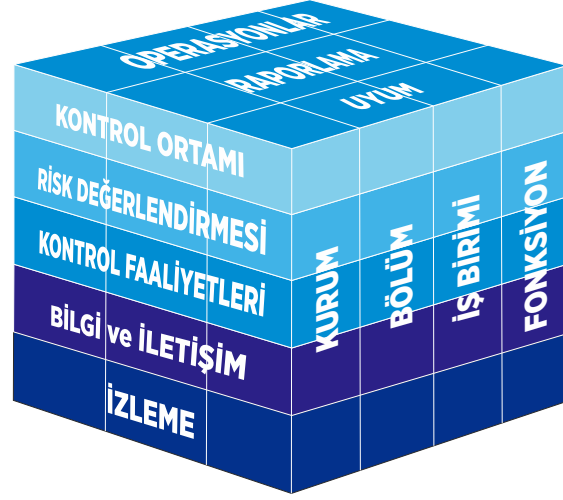 OPERASYONLAR
RAPORLAMA
UYUM
KONTROL ORTAMI
RİSK DEĞERLENDİRMESİ
KONTROL FAALİYETLERİ
BİLGİ ve İLETİŞİM
İZLEME
KURUM
BÖLÜM
İŞ BİRİMİ
FONKSİYON